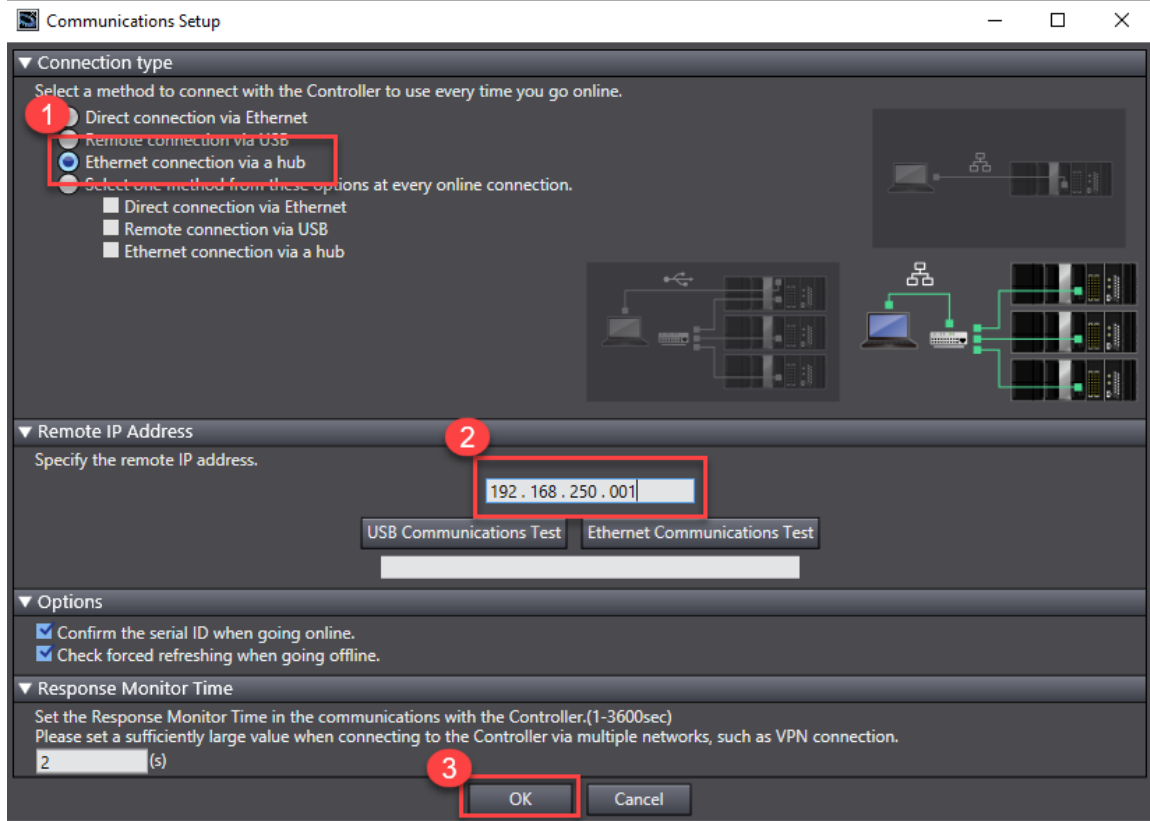 Communications Setup
Connection type
Select a method to connect with the Controller to use every time you go online.
1
Direct connection via Ethernet
Remote connection via USB
Ethernet connection via a hub
Select one method from these options at every online connection.
Direct connection via Ethernet
Remote connection via USB
Ethernet connection via a hub
Remote IP Address
2
Specify the remote IP address.
192 . 168 . 250 . 001
USB Communications Test Ethernet Communications Test
Options
Confirm the serial ID when going online.
Check forced refreshing when going offline.
Response Monitor Time
Set the Response Monitor Time in the communications with the Controller.(1-3600sec)
Please set a sufficiently large value when connecting to the Controller via multiple networks, such as VPN connection.
2 (s)
3
OK Cancel